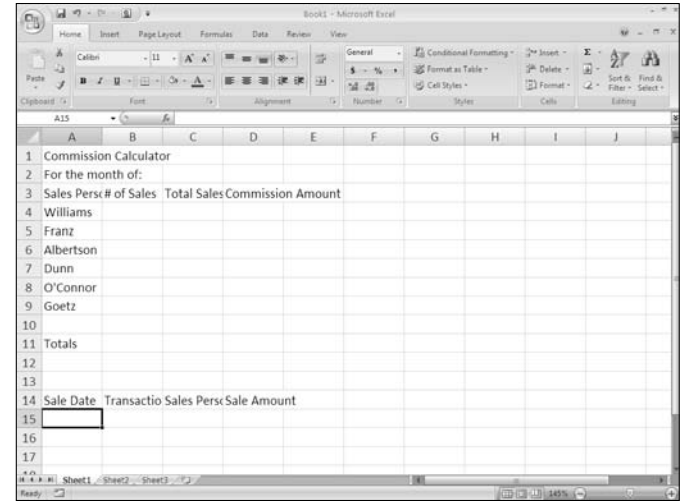 Book1 - Microsoft Excel
Home Insert Page Layout Formulas Data Review View
Calibri 11 A A General Conditional Formatting Insert Σ
Paste $ % , Format as Table Delete Sort & Find &
B I U A Cell Styles Format Filter Select
Clipboard Font Alignment Number Styles Cells Editing
A15 fx
A B C D E F G H I J
1 Commission Calculator
2 For the month of:
3 Sales Perso # of Sales Total Sales Commission Amount
4 Williams
5 Franz
6 Albertson
7 Dunn
8 O'Connor
9 Goetz
10
11 Totals
12
13
14 Sale Date Transactio Sales Perso Sale Amount
15
16
17
Sheet1 Sheet2 Sheet3
Ready 145%